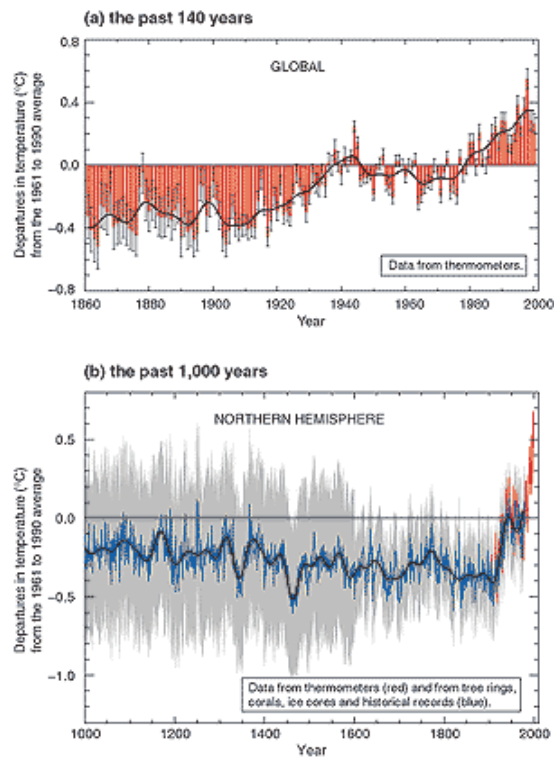 (a) the past 140 years
GLOBAL
0.8
0.4
0.0
−0.4
−0.8
Departures in temperature (°C)
from the 1961 to 1990 average
Data from thermometers.
1860 1880 1900 1920 1940 1960 1980 2000
Year
(b) the past 1,000 years
NORTHERN HEMISPHERE
0.5
0.0
−0.5
−1.0
Departures in temperature (°C)
from the 1961 to 1990 average
Data from thermometers (red) and from tree rings,
corals, ice cores and historical records (blue).
1000 1200 1400 1600 1800 2000
Year